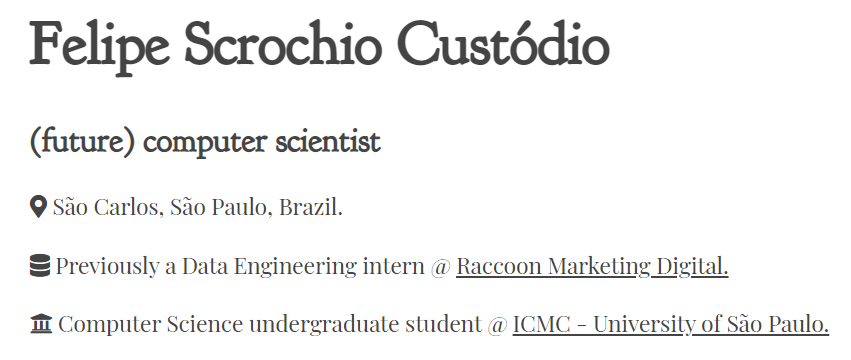 Felipe Scrochio Custódio
(future) computer scientist
São Carlos, São Paulo, Brazil.
Previously a Data Engineering intern @ Raccoon Marketing Digital.
Computer Science undergraduate student @ ICMC - University of São Paulo.